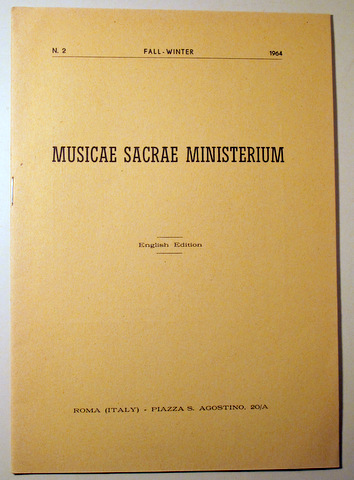 N. 2 FALL-WINTER 1964
MUSICAE SACRAE MINISTERIUM
English Edition
ROMA (ITALY) - PIAZZA S. AGOSTINO, 20/A